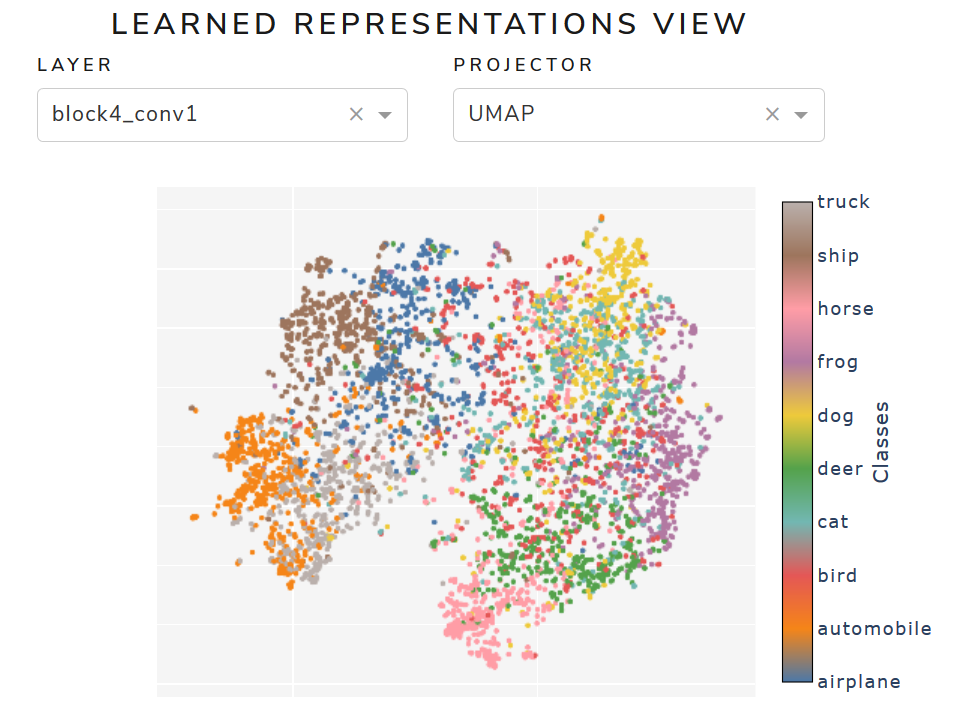 LEARNED REPRESENTATIONS VIEW
LAYER
PROJECTOR
block4_conv1
UMAP
truck
ship
horse
frog
dog
deer
cat
bird
automobile
airplane
Classes